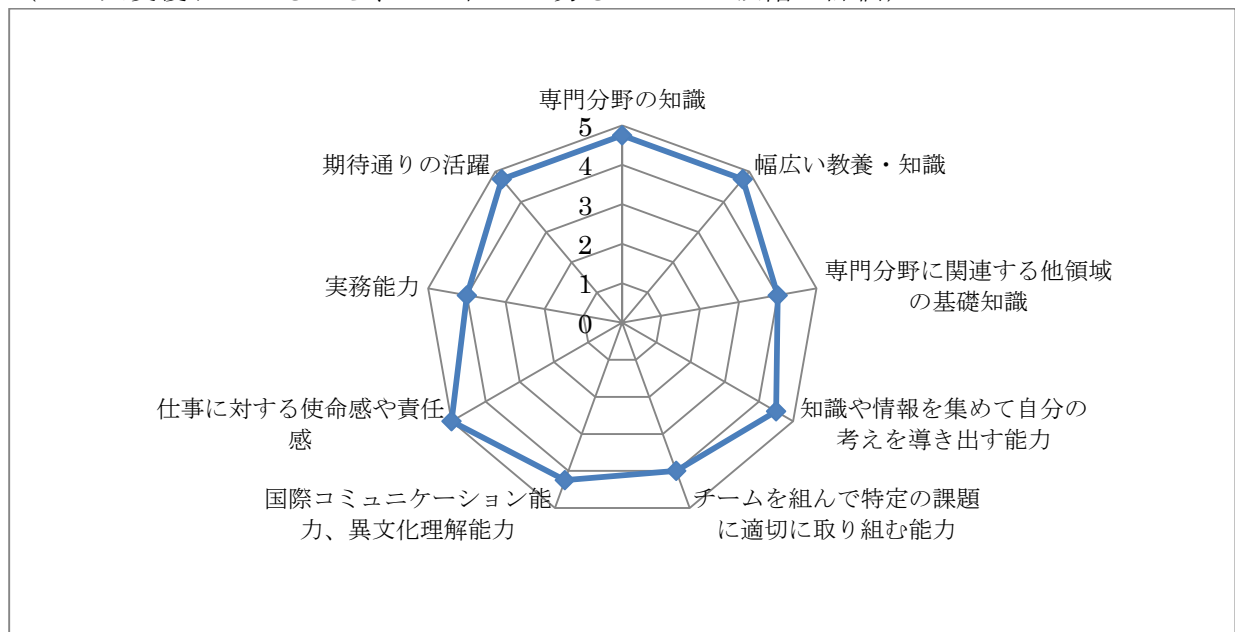 専門分野の知識
5
4
3
2
1
0
幅広い教養・知識
専門分野に関連する他領域
の基礎知識
知識や情報を集めて自分の
考えを導き出す能力
チームを組んで特定の課題
に適切に取り組む能力
国際コミュニケーション能
力、異文化理解能力
仕事に対する使命感や責任
感
実務能力
期待通りの活躍